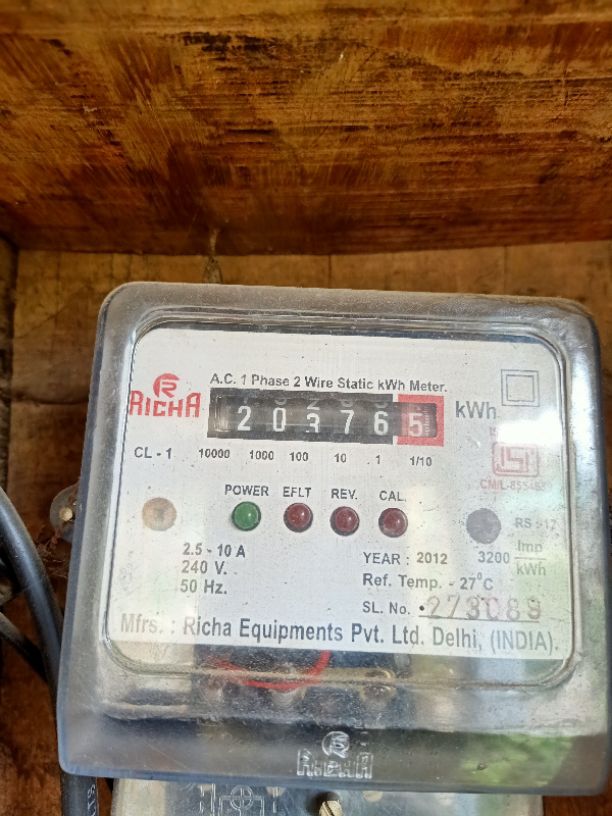 A.C. 1 Phase 2 Wire Static kWh Meter.
RICHA
203765 kWh
CL - 1 10000 1000 100 10 1 1/10
POWER EFLT REV. CAL.
2.5 - 10 A
240 V.
50 Hz.
YEAR : 2012 3200 Imp/kWh
Ref. Temp. - 27°C
SL. No. 273088
Mfrs. : Richa Equipments Pvt. Ltd. Delhi, (INDIA).
RICHA